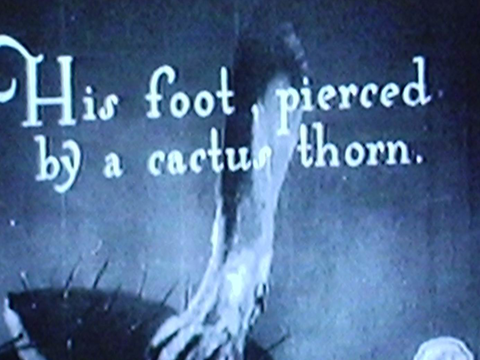 His foot, pierced
by a cactus thorn.